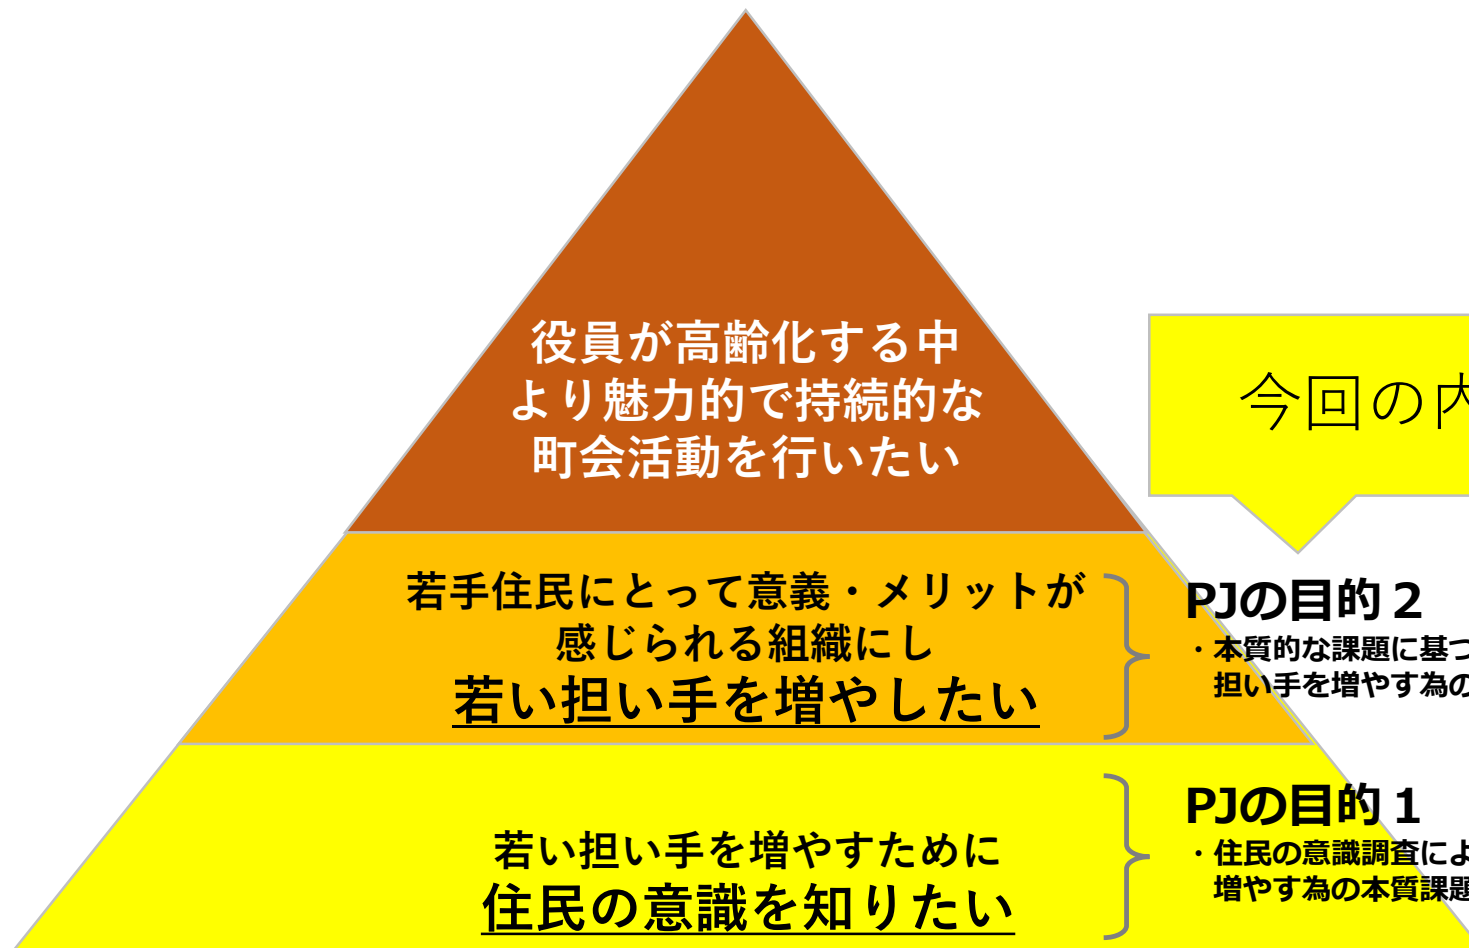 役員が高齢化する中
より魅力的で持続的な
町会活動を行いたい
今回の内
若手住民にとって意義・メリットが
感じられる組織にし
若い担い手を増やしたい
PJの目的２
・本質的な課題に基づ
担い手を増やす為の
若い担い手を増やすために
住民の意識を知りたい
PJの目的１
・住民の意識調査によ
増やす為の本質課題